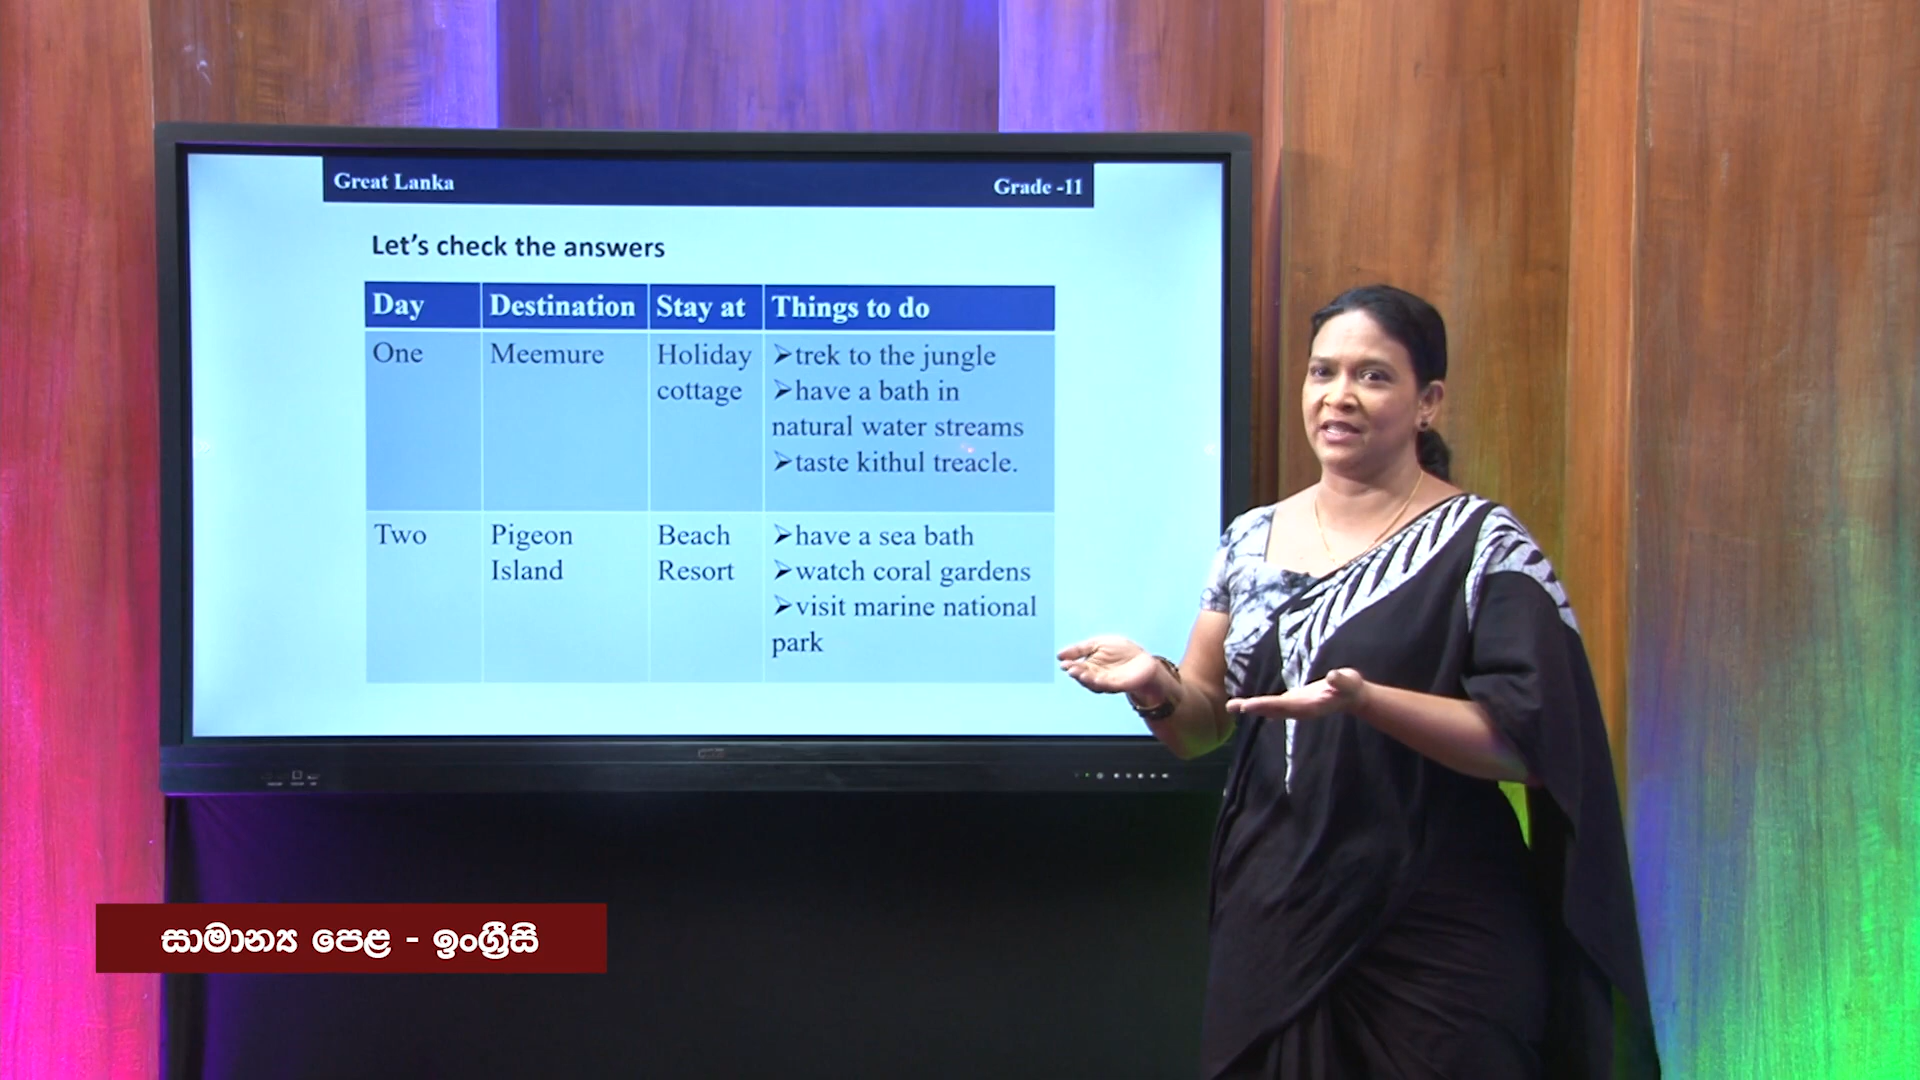 Great Lanka
Grade -11
Let's check the answers
Day
Destination
Stay at
Things to do
One
Meemure
Holiday
cottage
➢trek to the jungle
➢have a bath in
natural water streams
➢taste kithul treacle.
Two
Pigeon
Island
Beach
Resort
➢have a sea bath
➢watch coral gardens
➢visit marine national
park
සාමාන්‍ය පෙළ - ඉංග්‍රීසි